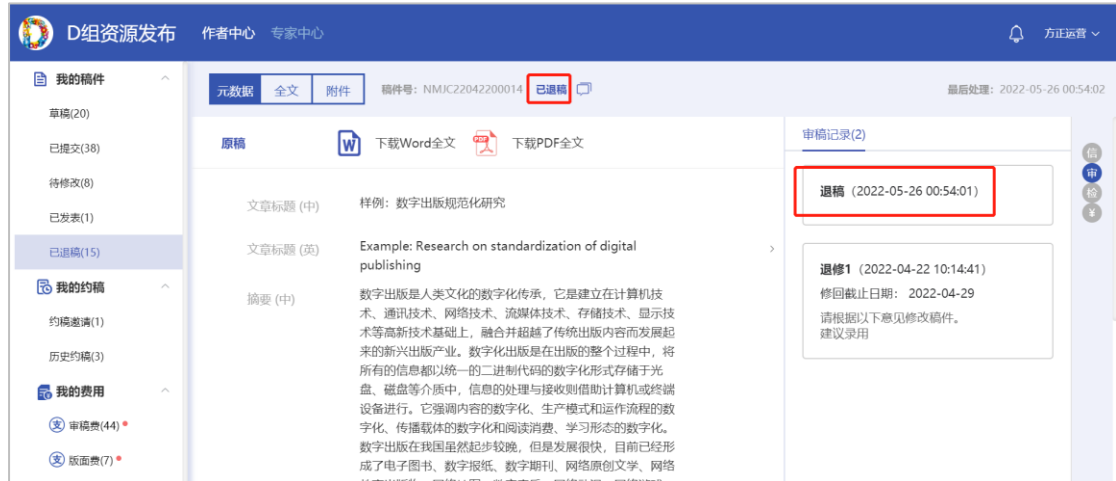 D组资源发布
作者中心
专家中心
方正运营
我的稿件
草稿(20)
已提交(38)
待修改(8)
已发表(1)
已退稿(15)
我的约稿
约稿邀请(1)
历史约稿(3)
我的费用
支 审稿费(44)
支 版面费(7)
元数据
全文
附件
稿件号：NMJC22042200014
已退稿
最后处理：2022-05-26 00:54:02
原稿
W 下载Word全文
PDF 下载PDF全文
文章标题 (中)
样例：数字出版规范化研究
文章标题 (英)
Example: Research on standardization of digital
publishing
摘要 (中)
数字出版是人类文化的数字化传承，它是建立在计算机技
术、通讯技术、网络技术、流媒体技术、存储技术、显示技
术等高新技术基础上，融合并超越了传统出版内容而发展起
来的新兴出版产业。数字化出版是在出版的整个过程中，将
所有的信息都以统一的二进制代码的数字化形式存储于光
盘、磁盘等介质中，信息的处理与接收则借助计算机或终端
设备进行。它强调内容的数字化、生产模式和运作流程的数
字化、传播载体的数字化和阅读消费、学习形态的数字化。
数字出版在我国虽然起步较晚，但是发展很快，目前已经形
成了电子图书、数字报纸、数字期刊、网络原创文学、网络
审稿记录(2)
退稿（2022-05-26 00:54:01）
退修1（2022-04-22 10:14:41）
修回截止日期： 2022-04-29
请根据以下意见修改稿件。
建议录用
信
审
检
¥